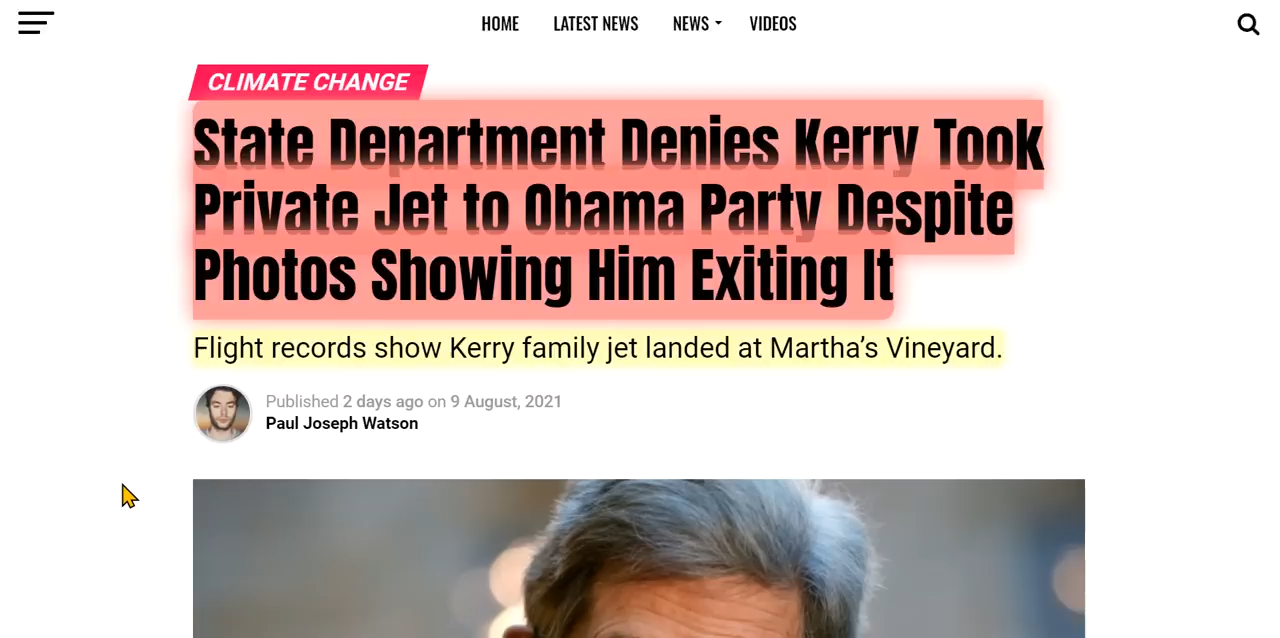 HOME LATEST NEWS NEWS VIDEOS
CLIMATE CHANGE
State Department Denies Kerry Took
Private Jet to Obama Party Despite
Photos Showing Him Exiting It
Flight records show Kerry family jet landed at Martha’s Vineyard.
Published 2 days ago on 9 August, 2021
Paul Joseph Watson